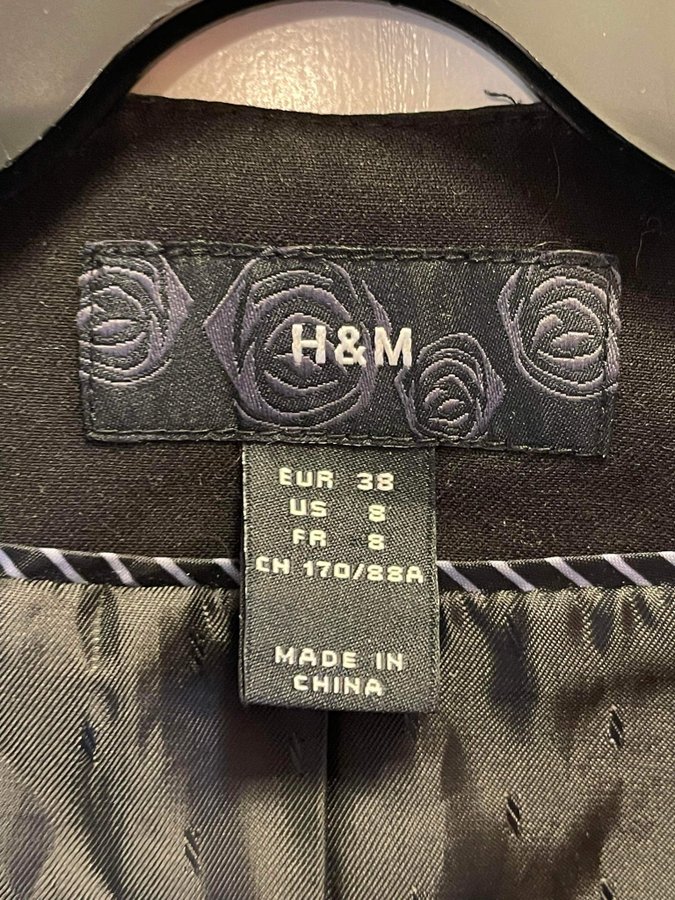 H&M
EUR 38
US 8
FR 8
CH 170/88A
MADE IN
CHINA